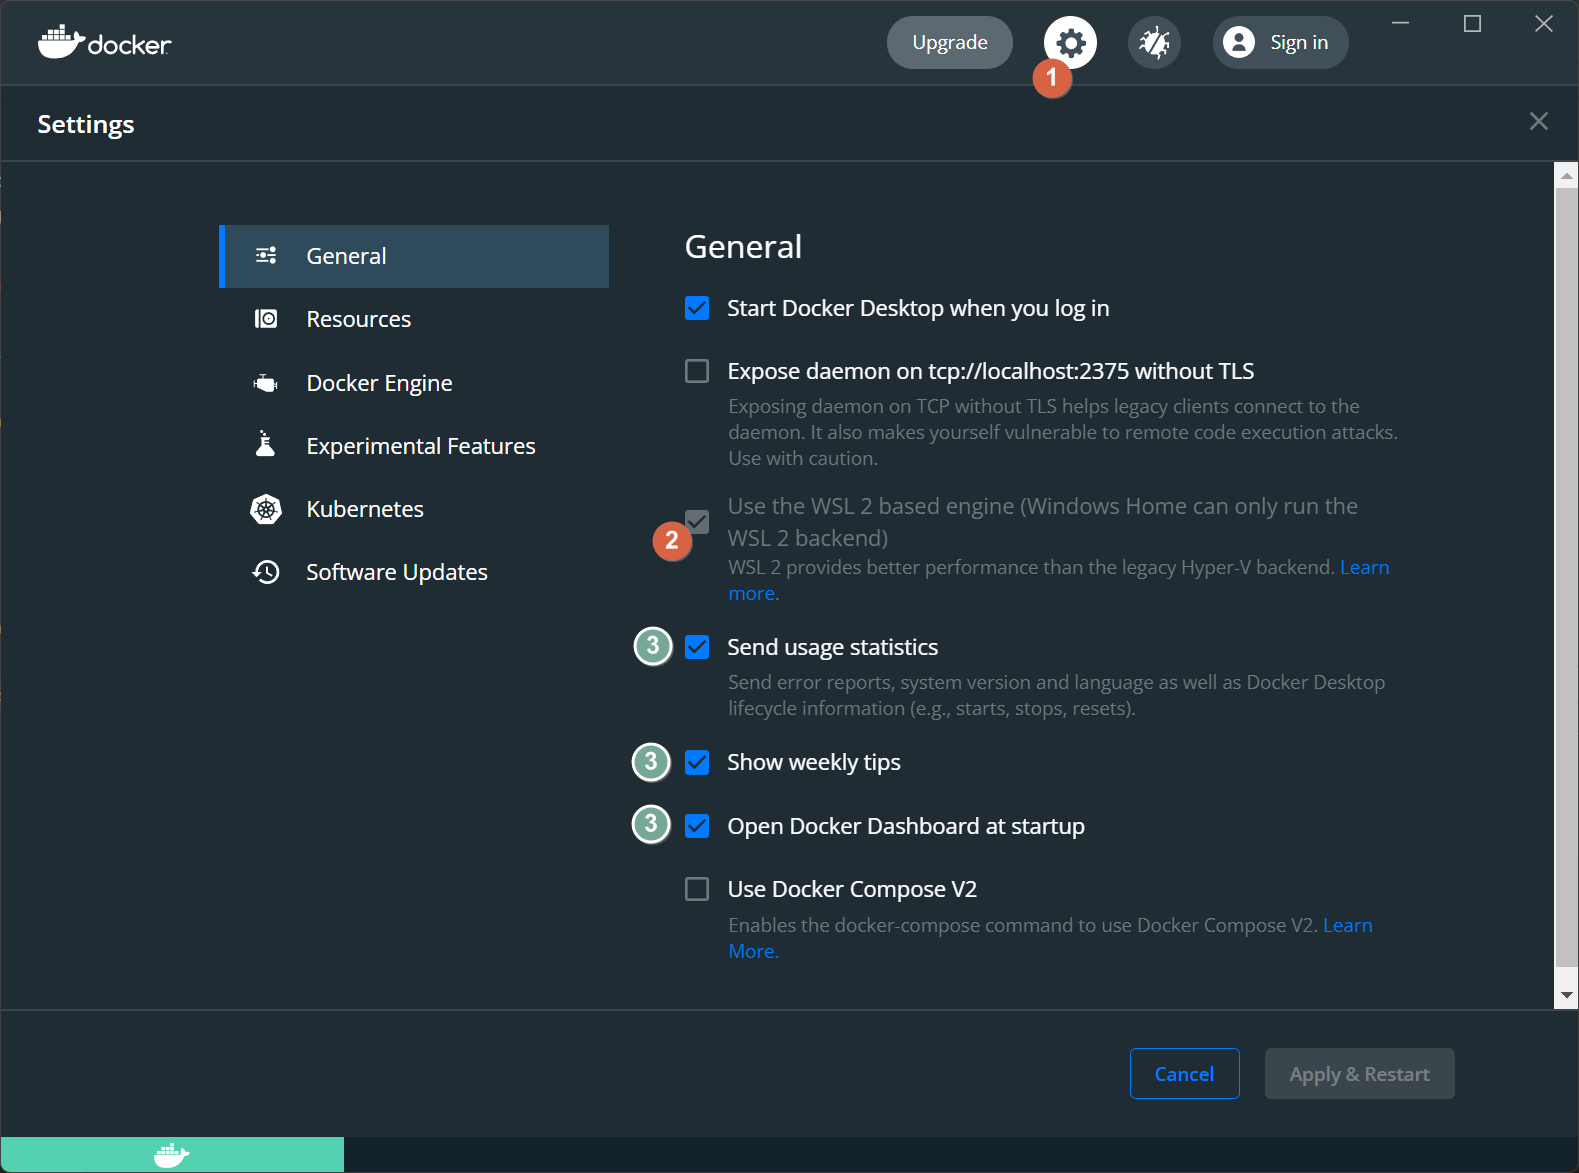 docker
Upgrade
Sign in
1
Settings
General
Resources
Docker Engine
Experimental Features
Kubernetes
Software Updates
General
Start Docker Desktop when you log in
Expose daemon on tcp://localhost:2375 without TLS
Exposing daemon on TCP without TLS helps legacy clients connect to the
daemon. It also makes yourself vulnerable to remote code execution attacks.
Use with caution.
Use the WSL 2 based engine (Windows Home can only run the
2
WSL 2 backend)
WSL 2 provides better performance than the legacy Hyper-V backend. Learn
more.
3
Send usage statistics
Send error reports, system version and language as well as Docker Desktop
lifecycle information (e.g., starts, stops, resets).
3
Show weekly tips
3
Open Docker Dashboard at startup
Use Docker Compose V2
Enables the docker-compose command to use Docker Compose V2. Learn
More.
Cancel
Apply & Restart